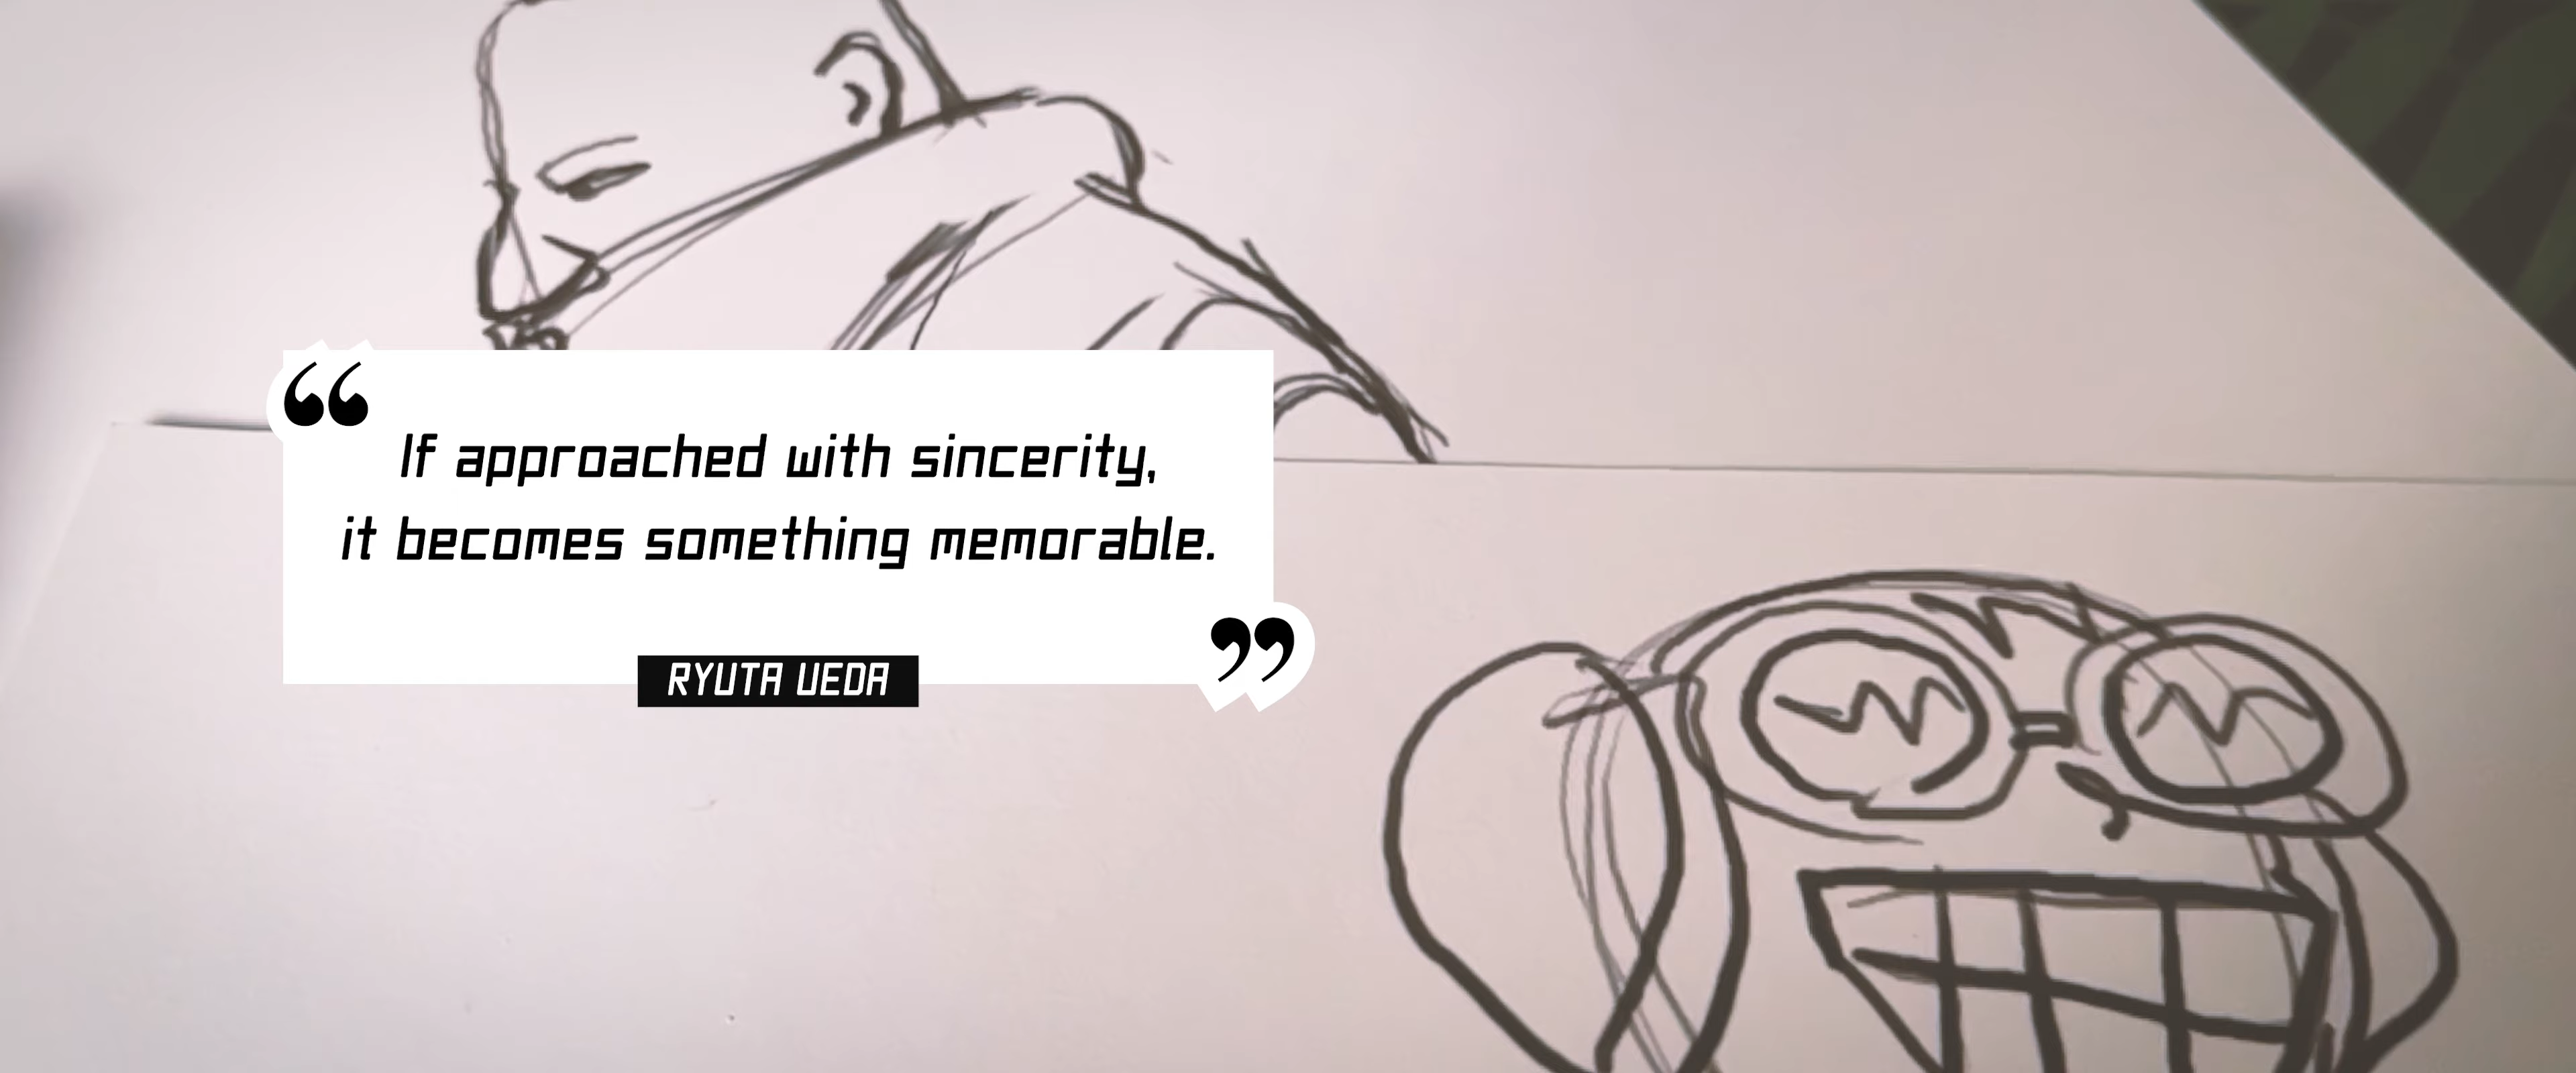 “
If approached with sincerity,
it becomes something memorable.
”
RYUTA UEDA